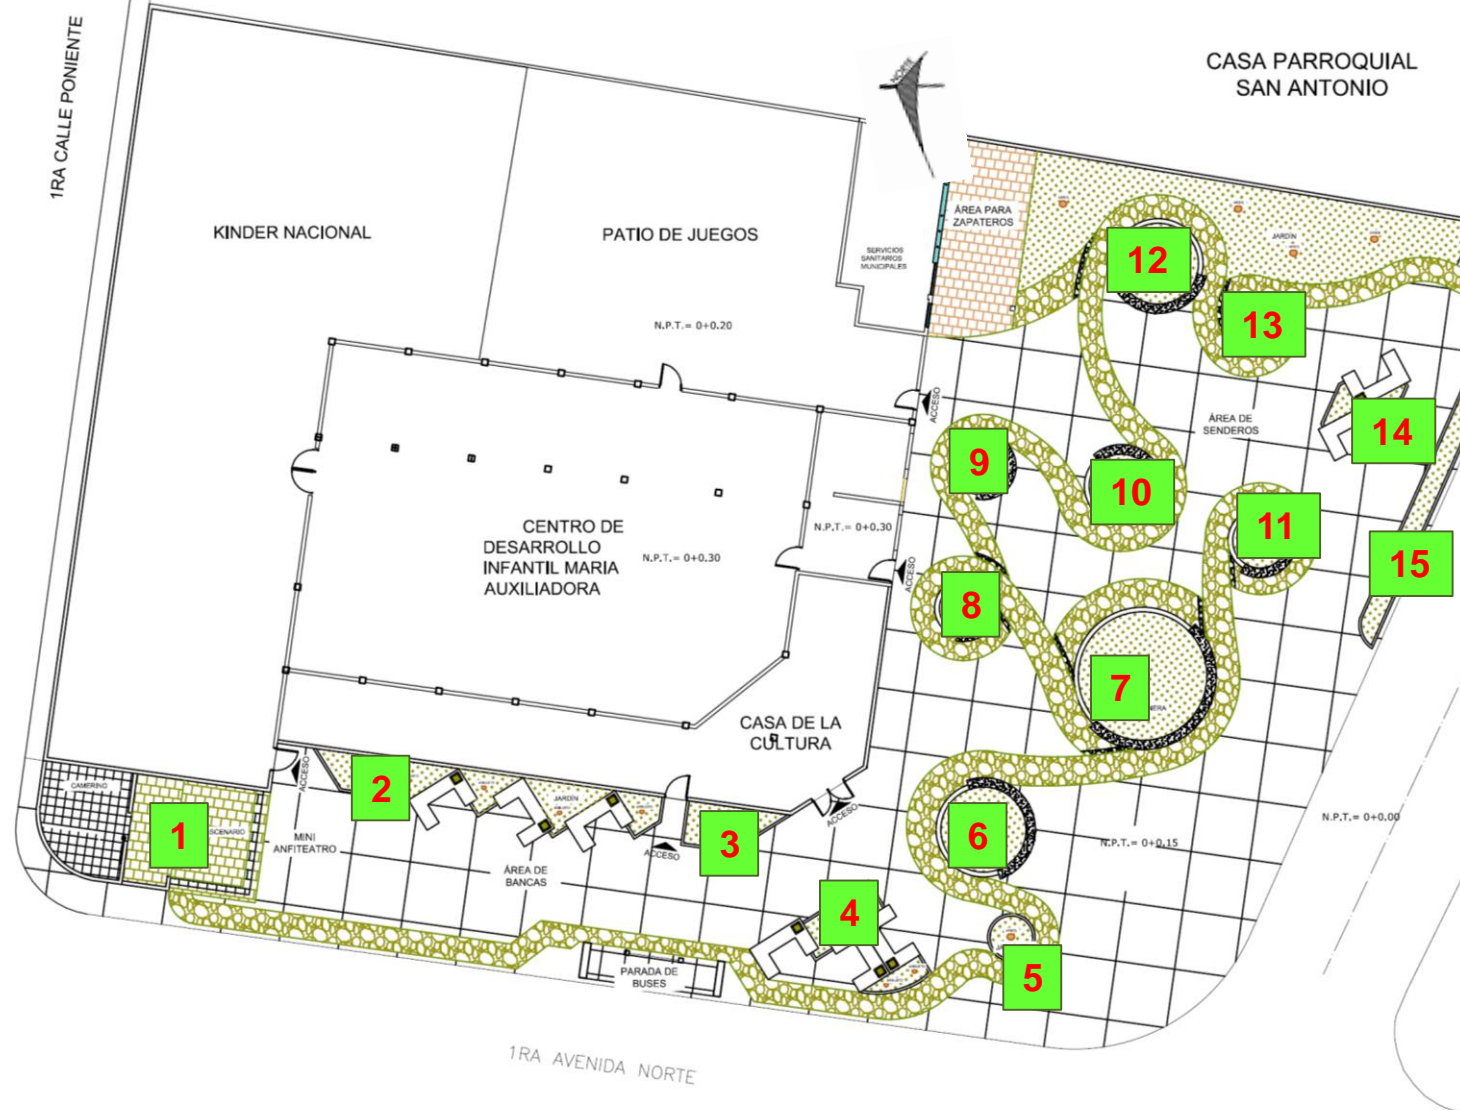 1RA CALLE PONIENTE
NORTE
CASA PARROQUIAL
SAN ANTONIO
KINDER NACIONAL
PATIO DE JUEGOS
SERVICIOS
SANITARIOS
MUNICIPALES
ÁREA PARA
ZAPATEROS
JARDÍN
12
13
N.P.T.= 0+0.20
ACCESO
ÁREA DE
SENDEROS
14
9
10
11
CENTRO DE
DESARROLLO
INFANTIL MARIA
AUXILIADORA
N.P.T.= 0+0.30
N.P.T.= 0+0.30
ACCESO
15
8
7
CASA DE LA
CULTURA
CAMERINO
ACCESO
2
JARDÍN
1
MINI
ANFITEATRO
ACCESO
3
ACCESO
6
N.P.T.= 0+0.15
N.P.T.= 0+0.00
ÁREA DE
BANCAS
4
5
PARADA DE
BUSES
1RA AVENIDA NORTE